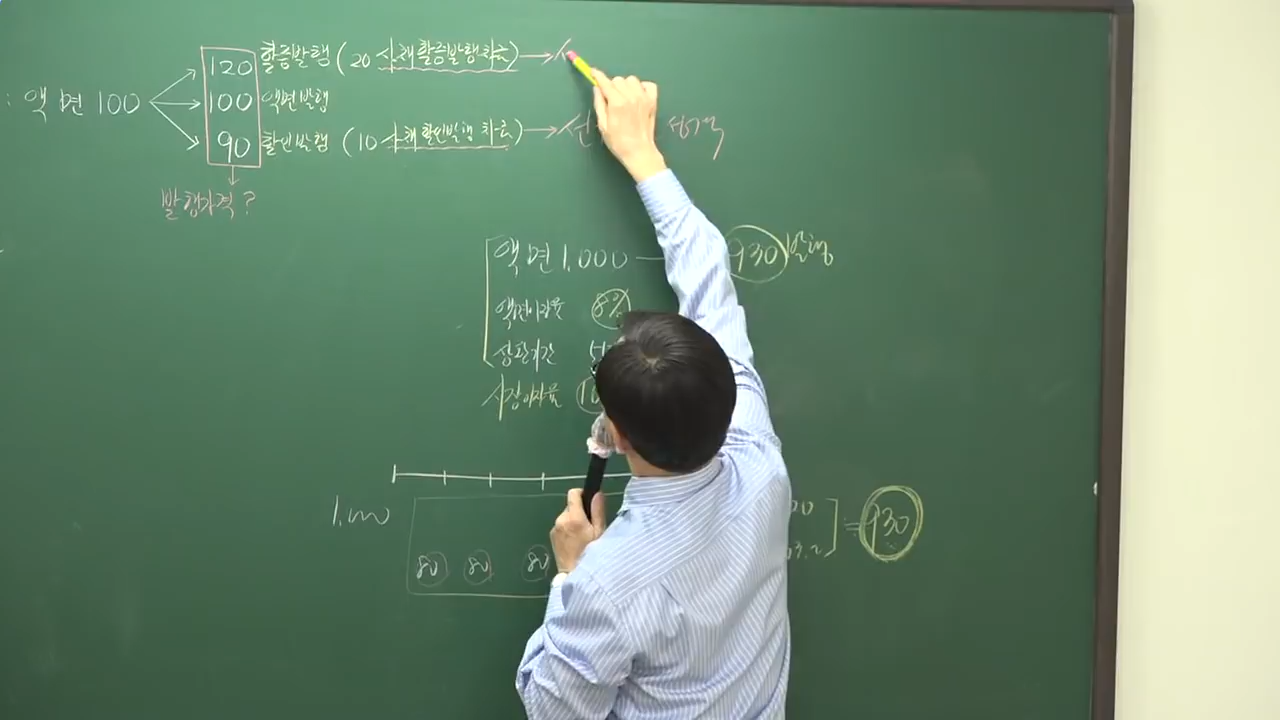 120 할증발행 (20 사채할증발행차금) →
: 액면 100 100 액면발행
90 할인발행 (10 사채할인발행차금) →
발행가격?
액면 1,000 — 930 발행
액면이자율 8%
상환기간
시장이자율
1,000
80 80 80 ] = 930